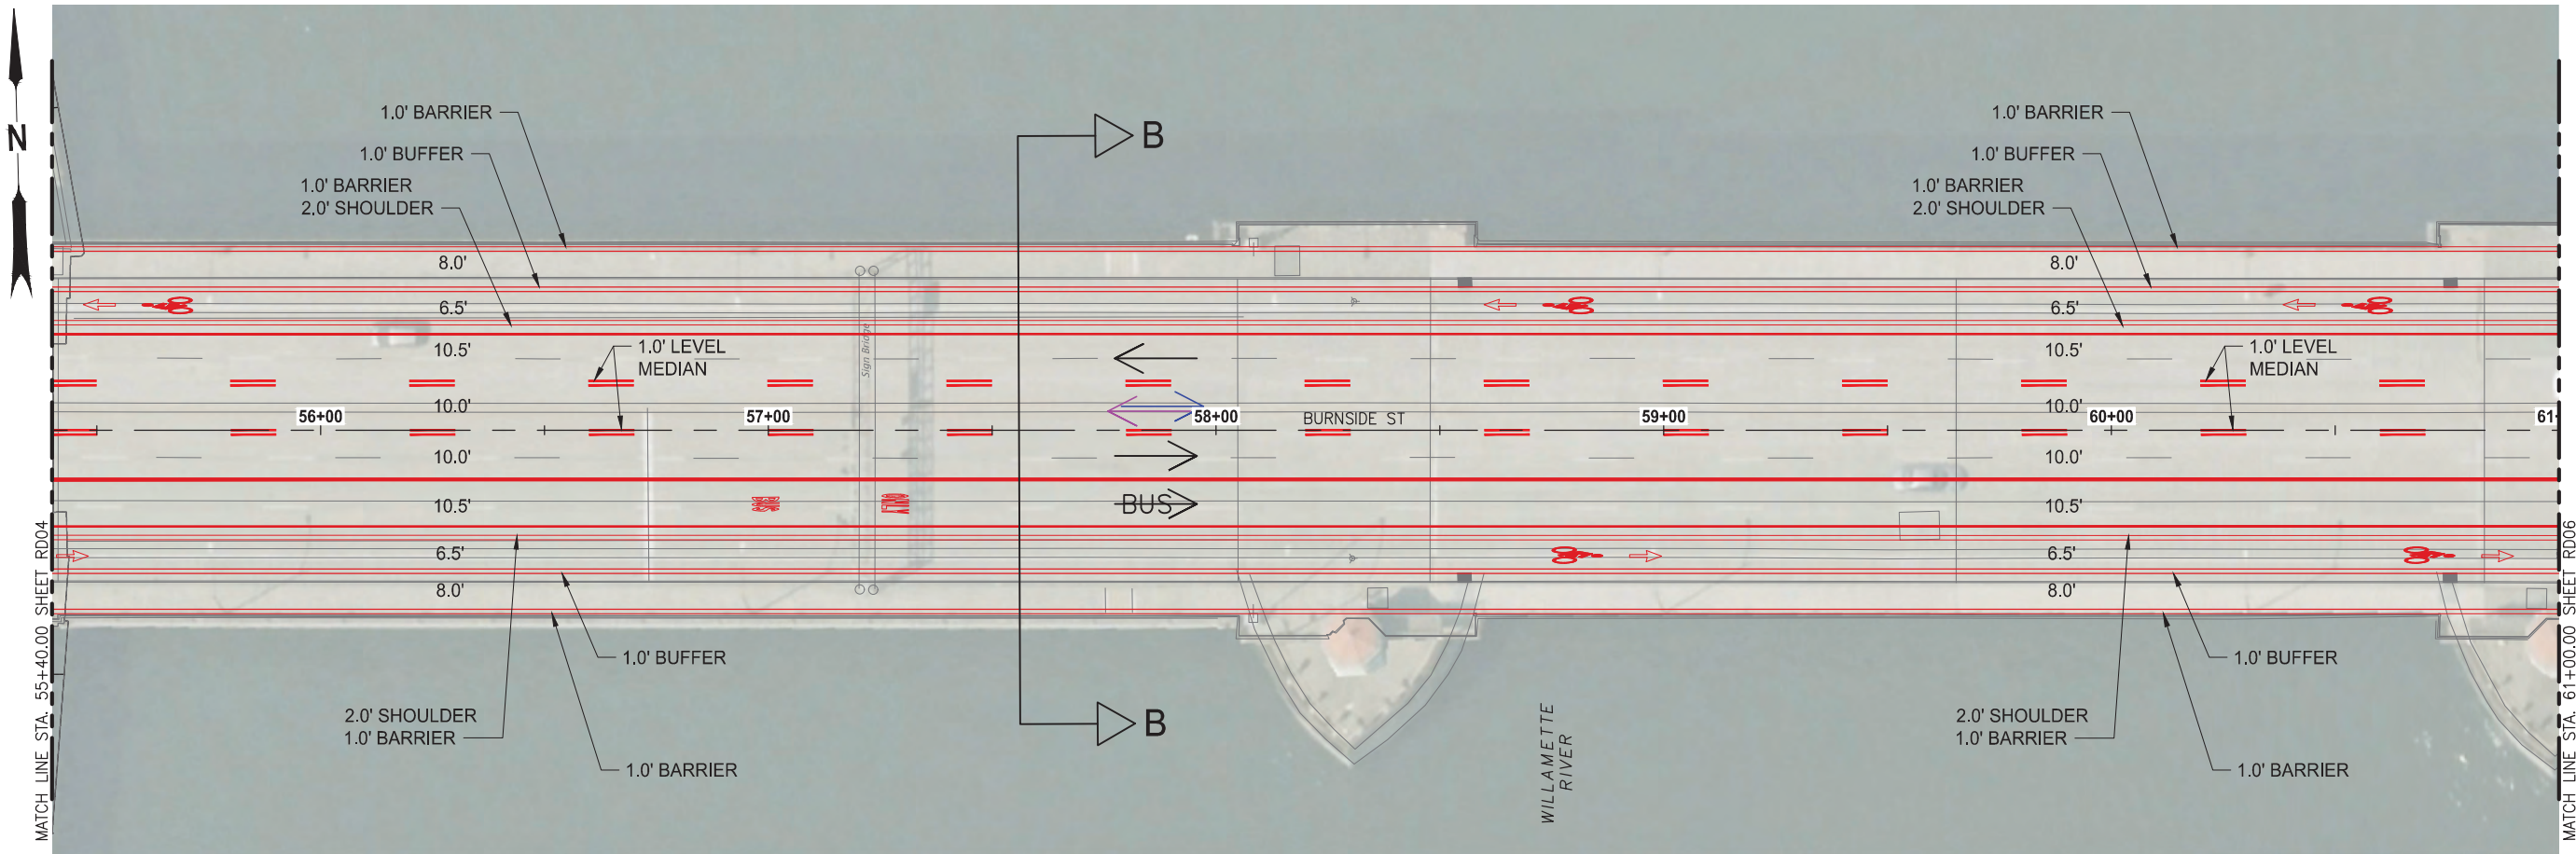 N
1.0' BARRIER
1.0' BUFFER
1.0' BARRIER
2.0' SHOULDER
B
1.0' BARRIER
1.0' BUFFER
1.0' BARRIER
2.0' SHOULDER
8.0'
6.5'
10.5'
1.0' LEVEL
MEDIAN
Sign Bridge
8.0'
6.5'
10.5'
1.0' LEVEL
MEDIAN
10.0'
10.0'
56+00
57+00
58+00
BURNSIDE ST
59+00
60+00
61+
10.0'
10.0'
10.5'
BUS
ONLY
BUS
10.5'
6.5'
6.5'
8.0'
8.0'
1.0' BUFFER
1.0' BUFFER
2.0' SHOULDER
1.0' BARRIER
1.0' BARRIER
B
WILLAMETTE
RIVER
2.0' SHOULDER
1.0' BARRIER
1.0' BARRIER
MATCH LINE STA. 55+40.00 SHEET RD04
MATCH LINE STA. 61+00.00 SHEET RD06